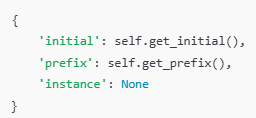 {
    'initial': self.get_initial(),
    'prefix': self.get_prefix(),
    'instance': None
}